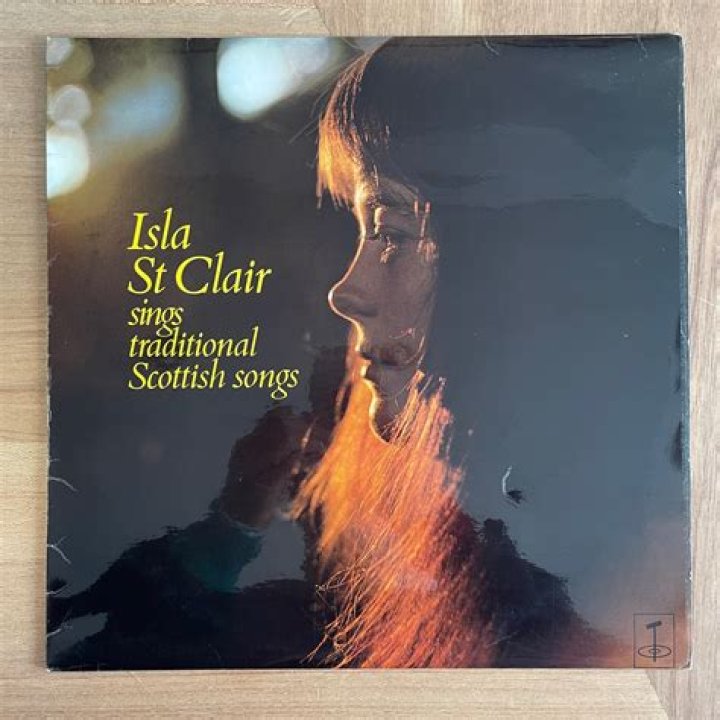 Isla
St Clair
sings
traditional
Scottish songs